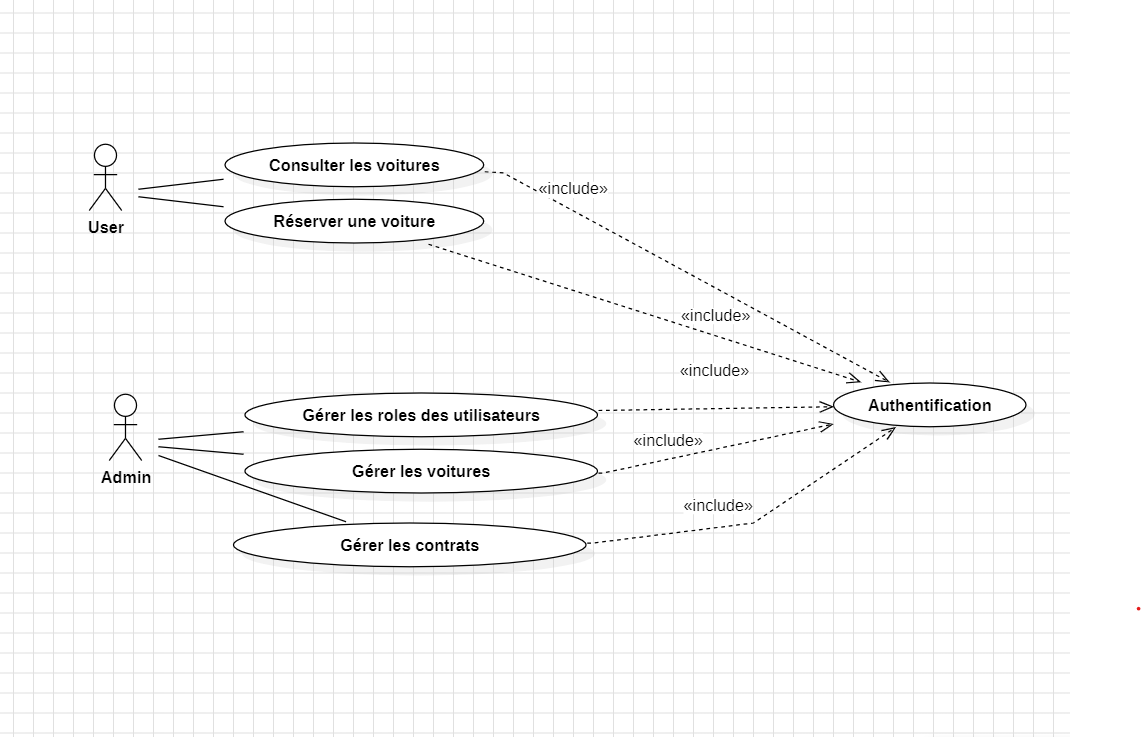 Consulter les voitures
«include»
Réserver une voiture
User
«include»
«include»
Gérer les roles des utilisateurs
Authentification
«include»
Gérer les voitures
Admin
«include»
Gérer les contrats